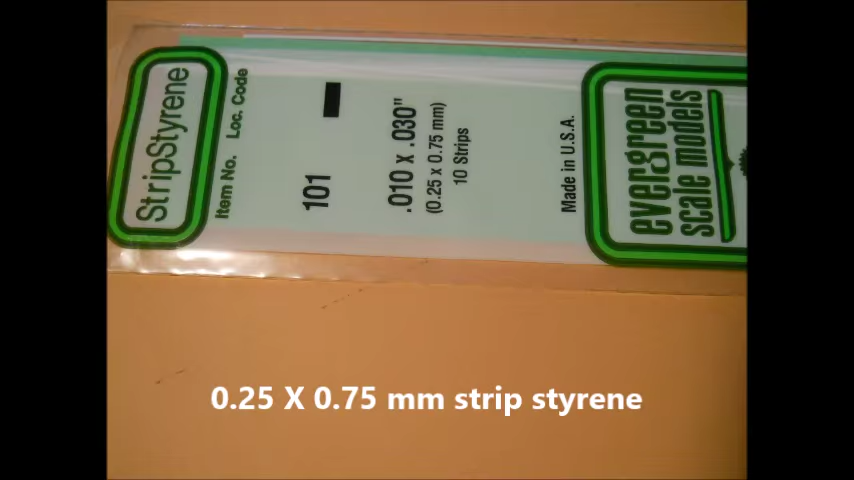 StripStyrene
Item No. Loc. Code
101
.010 x .030"
(0.25 x 0.75 mm)
10 Strips
Made in U.S.A.
evergreen
scale models
0.25 X 0.75 mm strip styrene